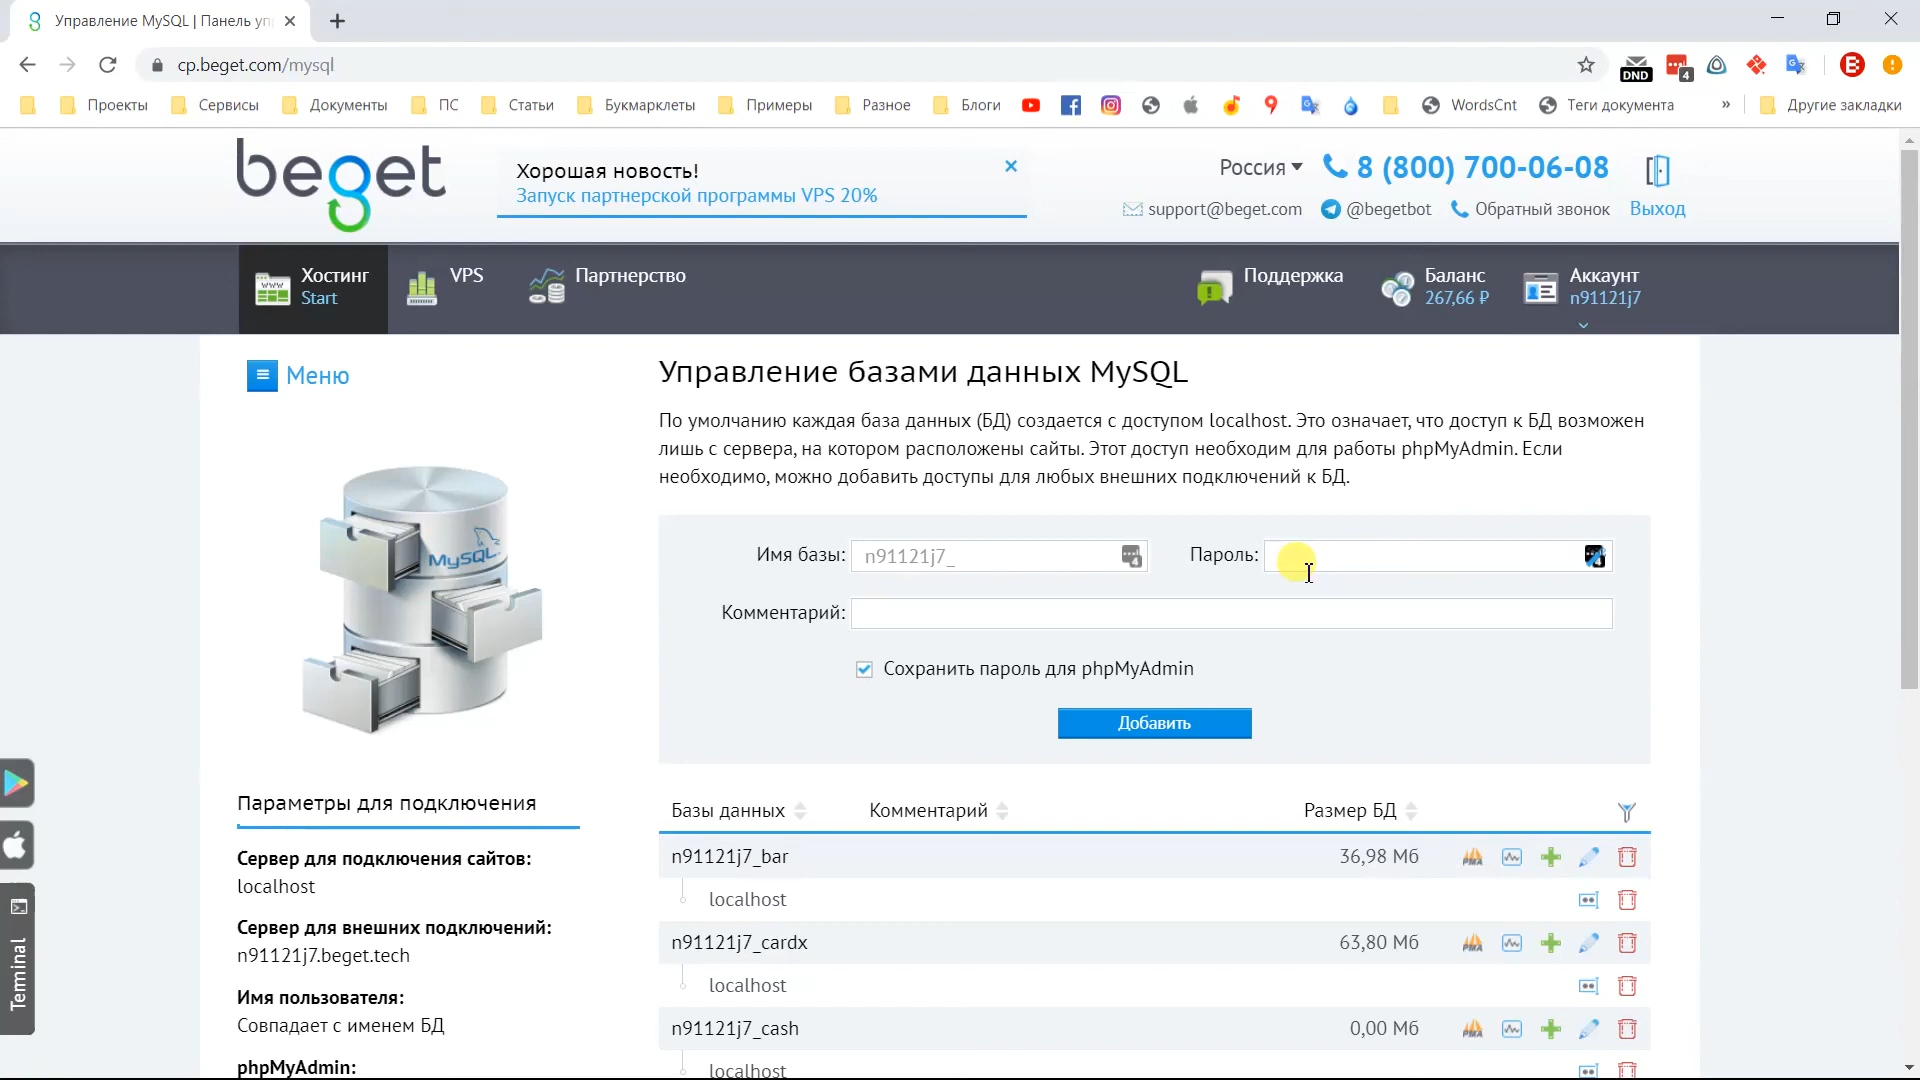 Управление MySQL | Панель уп
cp.beget.com/mysql
DND
4
Проекты
Сервисы
Документы
ПС
Статьи
Букмарклеты
Примеры
Разное
Блоги
WordsCnt
Теги документа
»
Другие закладки
beget
Хорошая новость!
Запуск партнерской программы VPS 20%
Россия
8 (800) 700-06-08
support@beget.com
@begetbot
Обратный звонок
Выход
Хостинг
Start
VPS
Партнерство
Поддержка
Баланс
267,66 ₽
Аккаунт
n91121j7
Меню
Управление базами данных MySQL
По умолчанию каждая база данных (БД) создается с доступом localhost. Это означает, что доступ к БД возможен
лишь с сервера, на котором расположены сайты. Этот доступ необходим для работы phpMyAdmin. Если
необходимо, можно добавить доступы для любых внешних подключений к БД.
MySQL
Имя базы: n91121j7_
Пароль:
Комментарий:
Сохранить пароль для phpMyAdmin
Добавить
Параметры для подключения
Сервер для подключения сайтов:
localhost
Сервер для внешних подключений:
n91121j7.beget.tech
Имя пользователя:
Совпадает с именем БД
phpMyAdmin:
Terminal
Базы данных Комментарий Размер БД
n91121j7_bar 36,98 Мб PMA
localhost
n91121j7_cardx 63,80 Мб PMA
localhost
n91121j7_cash 0,00 Мб PMA
localhost